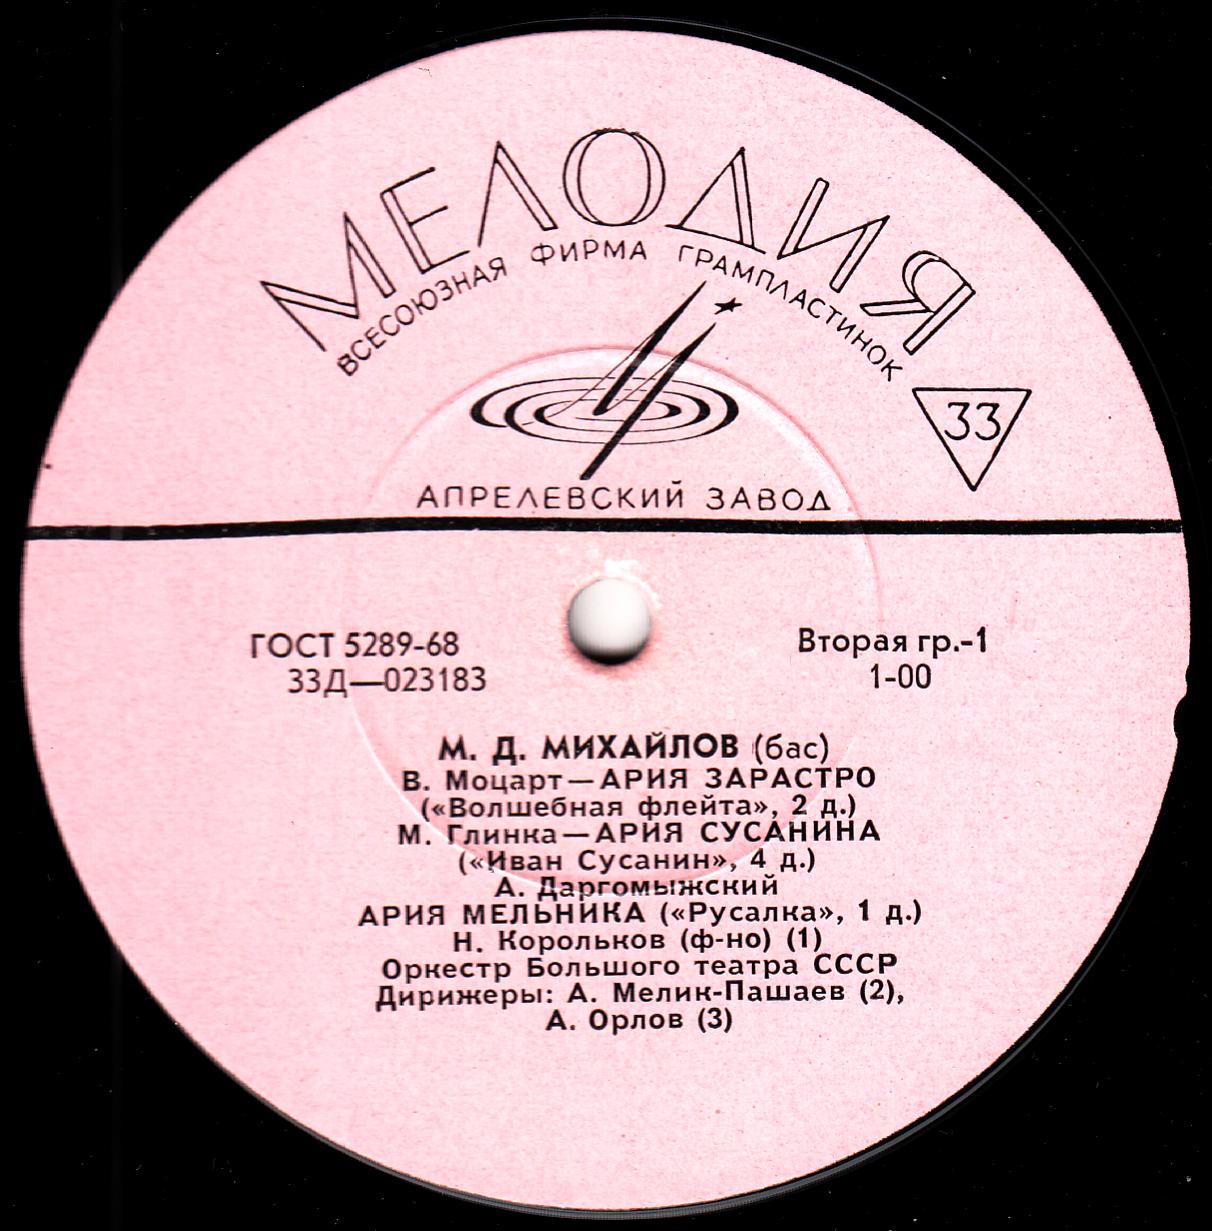 МЕЛОДИЯ
ВСЕСОЮЗНАЯ ФИРМА ГРАМПЛАСТИНОК
33
АПРЕЛЕВСКИЙ ЗАВОД
ГОСТ 5289-68
33Д—023183
Вторая гр.-1
1-00
М. Д. МИХАЙЛОВ (бас)
В. Моцарт—АРИЯ ЗАРАСТРО
(«Волшебная флейта», 2 д.)
М. Глинка—АРИЯ СУСАНИНА
(«Иван Сусанин», 4 д.)
А. Даргомыжский
АРИЯ МЕЛЬНИКА («Русалка», 1 д.)
Н. Корольков (ф-но) (1)
Оркестр Большого театра СССР
Дирижеры: А. Мелик-Пашаев (2),
А. Орлов (3)